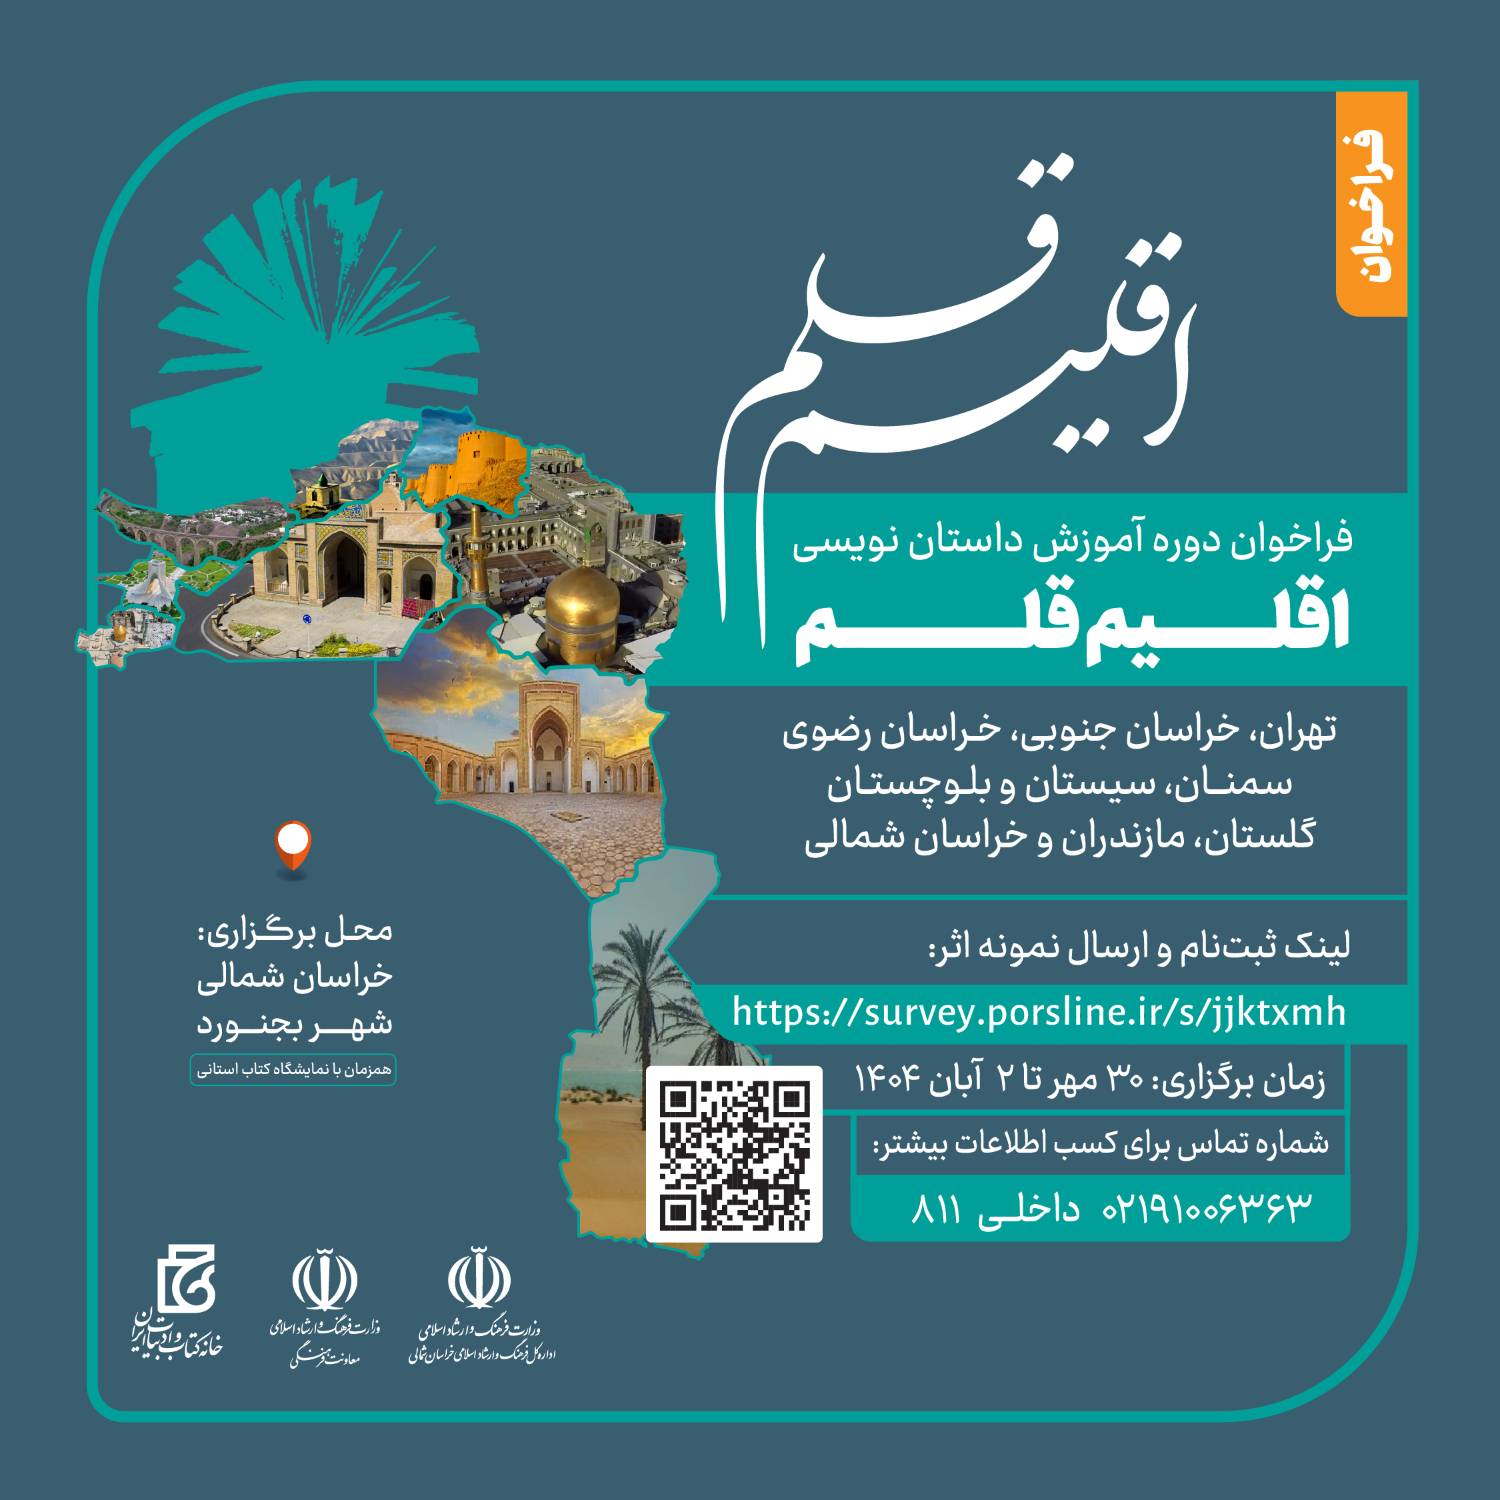 فراخوان
اقلیم قلم
فراخوان دوره آموزش داستان نویسی
اقلیم قلم
تهران، خراسان جنوبی، خراسان رضوی
سمنان، سیستان و بلوچستان
گلستان، مازندران و خراسان شمالی
لینک ثبت‌نام و ارسال نمونه اثر:
https://survey.porsline.ir/s/jjktxmh
زمان برگزاری: ۳۰ مهر تا ۲ آبان ۱۴۰۴
شماره تماس برای کسب اطلاعات بیشتر:
۰۲۱۹۱۰۰۶۳۶۳ داخلی ۸۱۱
محل برگزاری:
خراسان شمالی
شهر بجنورد
همزمان با نمایشگاه کتاب استانی
وزارت فرهنگ و ارشاد اسلامی
اداره کل فرهنگ و ارشاد اسلامی خراسان شمالی
وزارت فرهنگ و ارشاد اسلامی
معاونت فرهنگی
خانه کتاب و ادبیات ایران